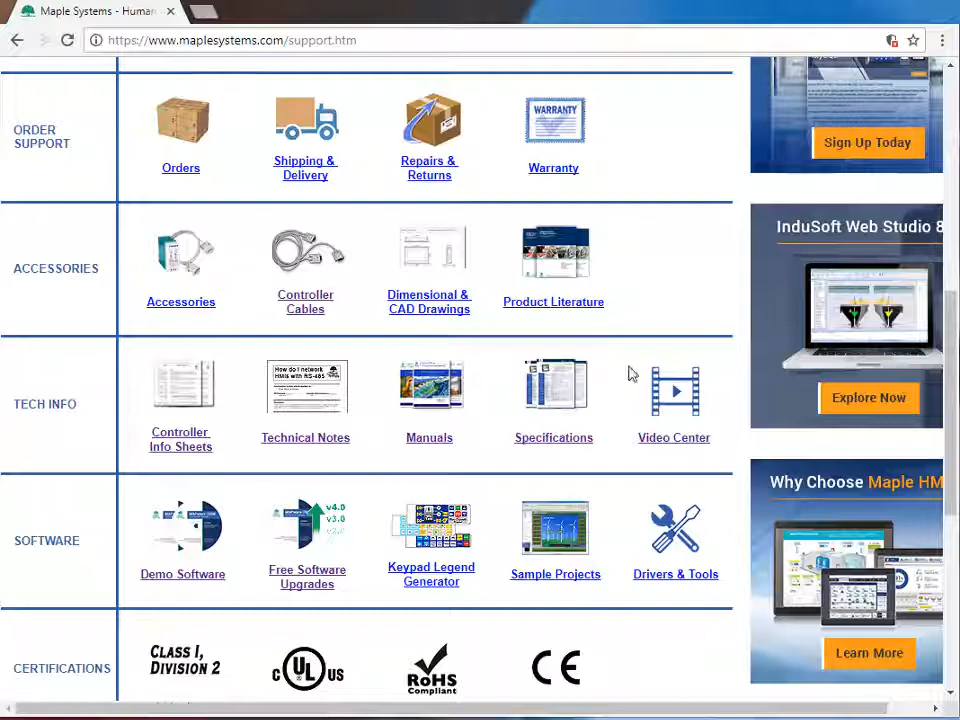 Maple Systems - Human
https://www.maplesystems.com/support.htm
ORDER
SUPPORT
Orders
Shipping &
Delivery
Repairs &
Returns
WARRANTY
Warranty
Sign Up Today
ACCESSORIES
Accessories
Controller
Cables
Dimensional &
CAD Drawings
Product Literature
InduSoft Web Studio 8
Explore Now
TECH INFO
Controller
Info Sheets
How do I network
HMIs with RS-485
Technical Notes
Manuals
Specifications
Video Center
SOFTWARE
Demo Software
v4.0
v3.0
Free Software
Upgrades
Keypad Legend
Generator
Sample Projects
Drivers & Tools
Why Choose Maple HM
Learn More
CERTIFICATIONS
CLASS I,
DIVISION 2
C UL US
RoHS
Compliant
CE